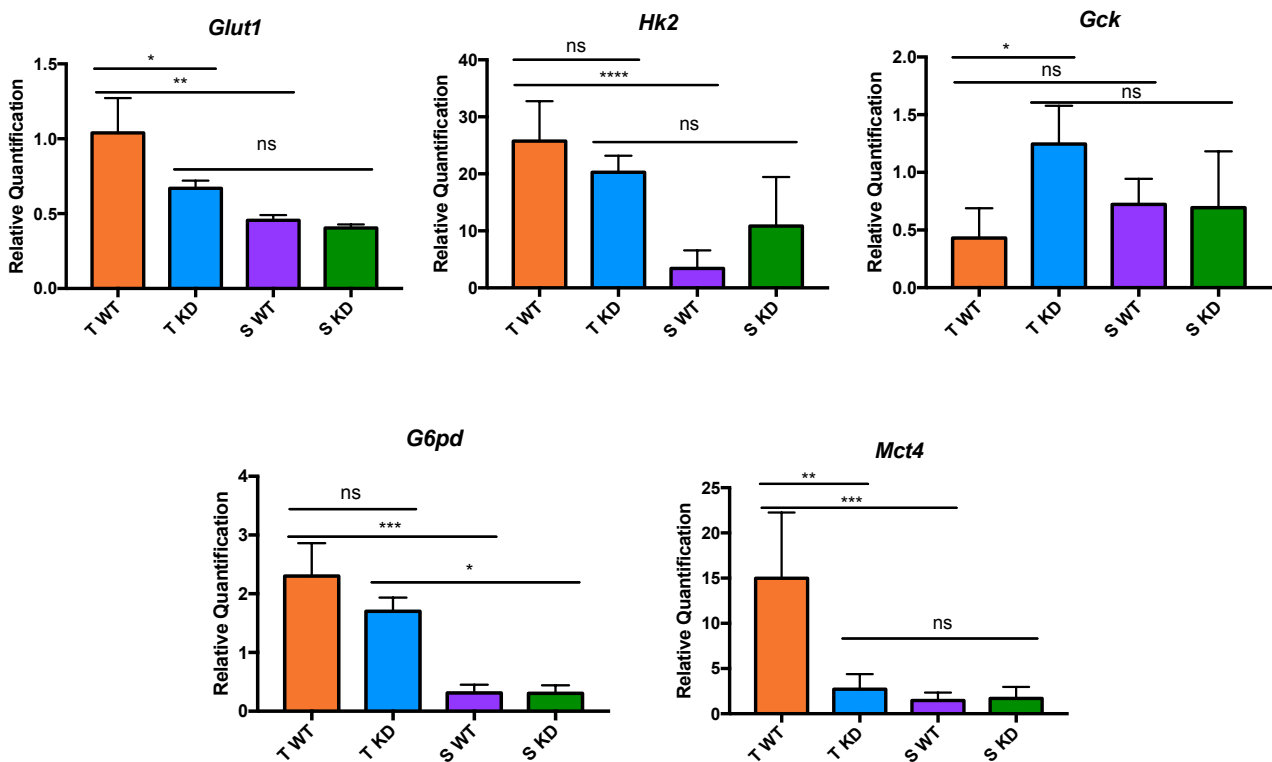 Glut1
*
**
ns
Relative Quantification
1.5
1.0
0.5
0.0
T WT
T KD
S WT
S KD
Hk2
ns
****
ns
Relative Quantification
40
30
20
10
0
T WT
T KD
S WT
S KD
Gck
*
ns
ns
Relative Quantification
2.0
1.5
1.0
0.5
0.0
T WT
T KD
S WT
S KD
G6pd
ns
***
*
Relative Quantification
4
3
2
1
0
T WT
T KD
S WT
S KD
Mct4
**
***
ns
Relative Quantification
25
20
15
10
5
0
T WT
T KD
S WT
S KD